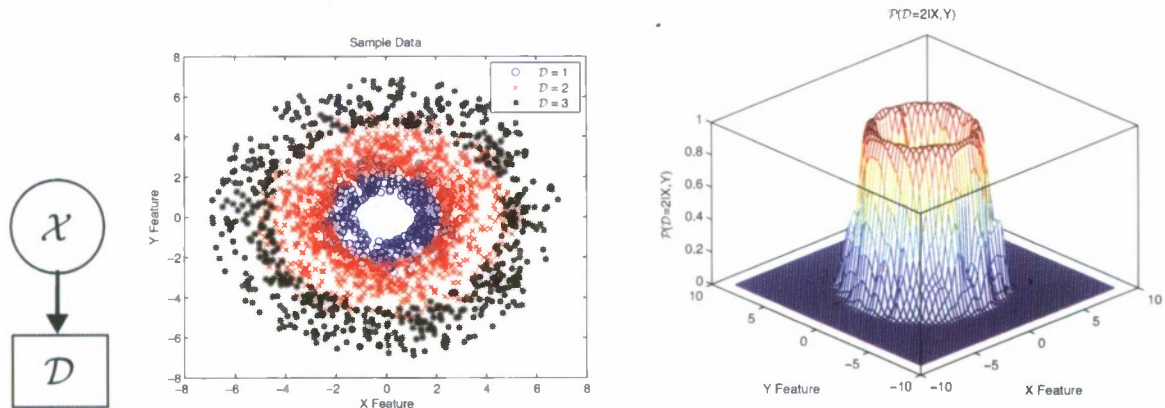 𝒳
𝒟
Sample Data
8
6
4
2
0
−2
−4
−6
−8
−8 −6 −4 −2 0 2 4 6 8
X Feature
Y Feature
𝒟 = 1
𝒟 = 2
𝒟 = 3
𝒫(𝒟=2|X,Y)
𝒫(𝒟=2|X,Y)
1
0.8
0.6
0.4
0.2
0
10
5
0
−5
−10
Y Feature
−10
−5
0
5
10
X Feature